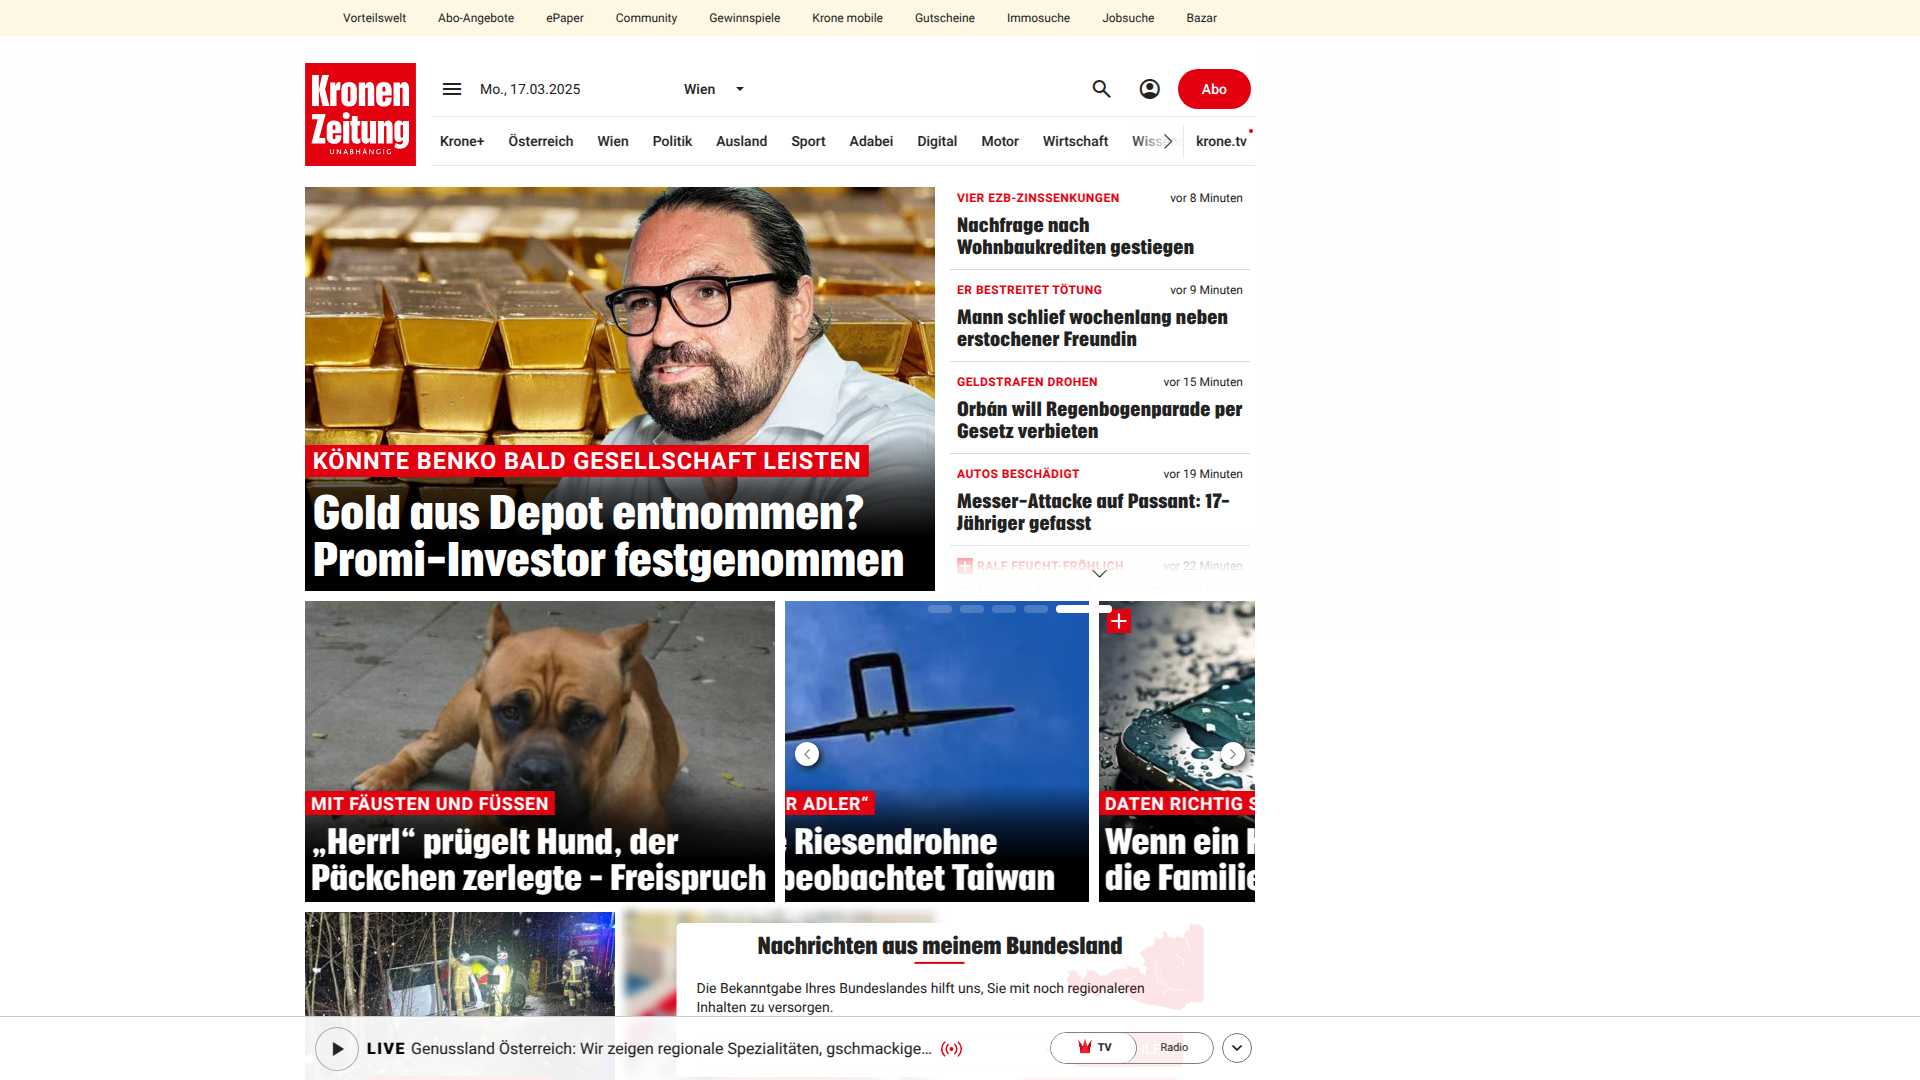 Vorteilswelt Abo-Angebote ePaper Community Gewinnspiele Krone mobile Gutscheine Immosuche Jobsuche Bazar
Kronen
Zeitung
UNABHÄNGIG
Mo., 17.03.2025 Wien Abo
Krone+ Österreich Wien Politik Ausland Sport Adabei Digital Motor Wirtschaft Wiss krone.tv
KÖNNTE BENKO BALD GESELLSCHAFT LEISTEN
Gold aus Depot entnommen?
Promi-Investor festgenommen
VIER EZB-ZINSSENKUNGEN vor 8 Minuten
Nachfrage nach
Wohnbaukrediten gestiegen
ER BESTREITET TÖTUNG vor 9 Minuten
Mann schlief wochenlang neben
erstochener Freundin
GELDSTRAFEN DROHEN vor 15 Minuten
Orbán will Regenbogenparade per
Gesetz verbieten
AUTOS BESCHÄDIGT vor 19 Minuten
Messer-Attacke auf Passant: 17-
Jähriger gefasst
RALF FEUCHT-FRÖHLICH vor 22 Minuten
MIT FÄUSTEN UND FÜSSEN
„Herrl“ prügelt Hund, der
Päckchen zerlegte – Freispruch
R ADLER“
Riesendrohne
beobachtet Taiwan
DATEN RICHTIG S
Wenn ein H
die Familie
Nachrichten aus meinem Bundesland
Die Bekanntgabe Ihres Bundeslandes hilft uns, Sie mit noch regionaleren
Inhalten zu versorgen.
LIVE Genussland Österreich: Wir zeigen regionale Spezialitäten, gschmackige... TV Radio